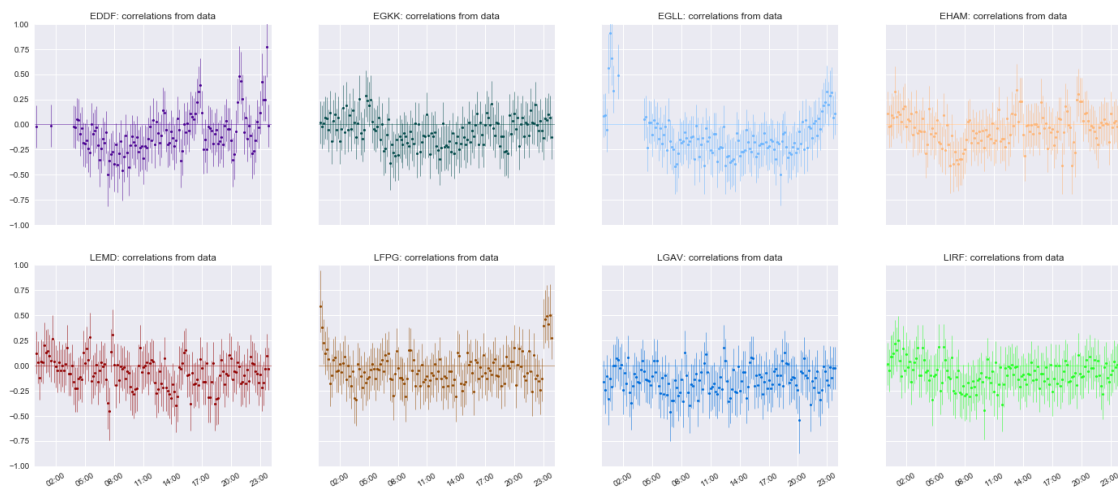 EDDF: correlations from data
EGKK: correlations from data
EGLL: correlations from data
EHAM: correlations from data
1.00
0.75
0.50
0.25
0.00
−0.25
−0.50
−0.75
−1.00
LEMD: correlations from data
LFPG: correlations from data
LGAV: correlations from data
LIRF: correlations from data
1.00
0.75
0.50
0.25
0.00
−0.25
−0.50
−0.75
−1.00
02:00 05:00 08:00 11:00 14:00 17:00 20:00 23:00
02:00 05:00 08:00 11:00 14:00 17:00 20:00 23:00
02:00 05:00 08:00 11:00 14:00 17:00 20:00 23:00
02:00 05:00 08:00 11:00 14:00 17:00 20:00 23:00